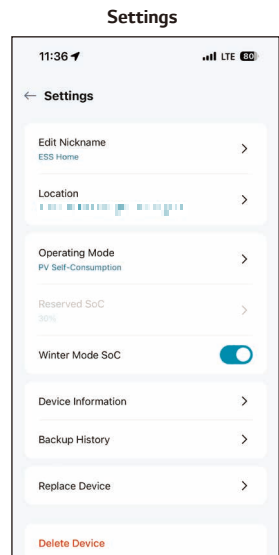 Settings
11:36 LTE 80
← Settings
Edit Nickname
ESS Home
Location
Operating Mode
PV Self-Consumption
Reserved SoC
30%
Winter Mode SoC
Device Information
Backup History
Replace Device
Delete Device